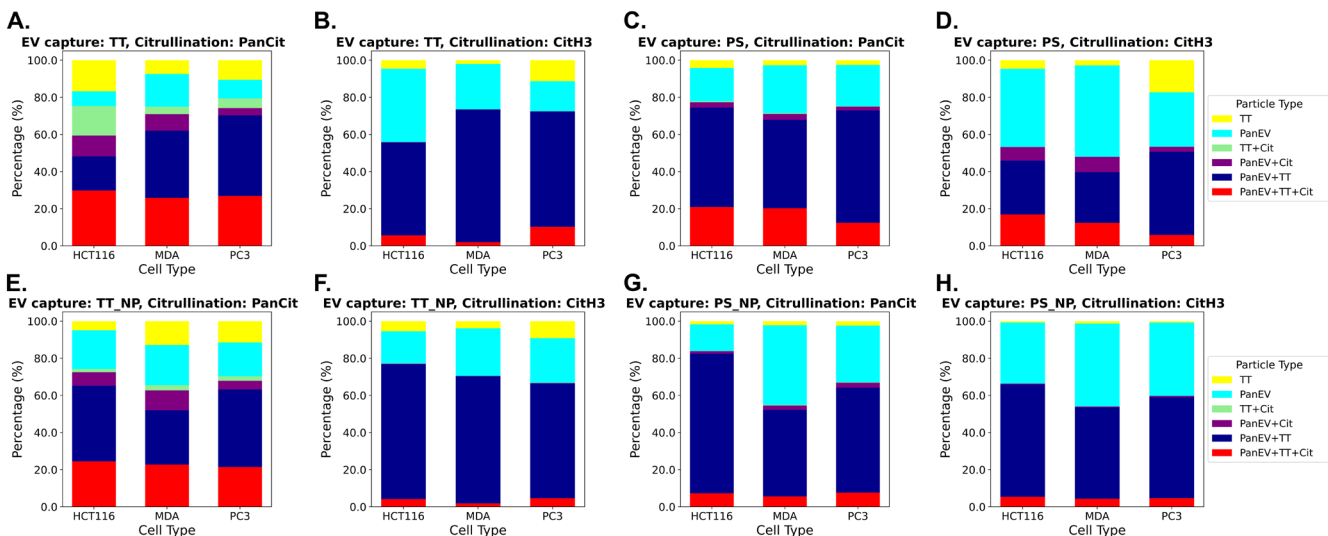 A.
EV capture: TT, Citrullination: PanCit
100.0
80.0
60.0
40.0
20.0
0.0
Percentage (%)
HCT116 MDA PC3
Cell Type
B.
EV capture: TT, Citrullination: CitH3
100.0
80.0
60.0
40.0
20.0
0.0
Percentage (%)
HCT116 MDA PC3
Cell Type
C.
EV capture: PS, Citrullination: PanCit
100.0
80.0
60.0
40.0
20.0
0.0
Percentage (%)
HCT116 MDA PC3
Cell Type
D.
EV capture: PS, Citrullination: CitH3
100.0
80.0
60.0
40.0
20.0
0.0
Percentage (%)
HCT116 MDA PC3
Cell Type
Particle Type
TT
PanEV
TT+Cit
PanEV+Cit
PanEV+TT
PanEV+TT+Cit
E.
EV capture: TT_NP, Citrullination: PanCit
100.0
80.0
60.0
40.0
20.0
0.0
Percentage (%)
HCT116 MDA PC3
Cell Type
F.
EV capture: TT_NP, Citrullination: CitH3
100.0
80.0
60.0
40.0
20.0
0.0
Percentage (%)
HCT116 MDA PC3
Cell Type
G.
EV capture: PS_NP, Citrullination: PanCit
100.0
80.0
60.0
40.0
20.0
0.0
Percentage (%)
HCT116 MDA PC3
Cell Type
H.
EV capture: PS_NP, Citrullination: CitH3
100.0
80.0
60.0
40.0
20.0
0.0
Percentage (%)
HCT116 MDA PC3
Cell Type
Particle Type
TT
PanEV
TT+Cit
PanEV+Cit
PanEV+TT
PanEV+TT+Cit